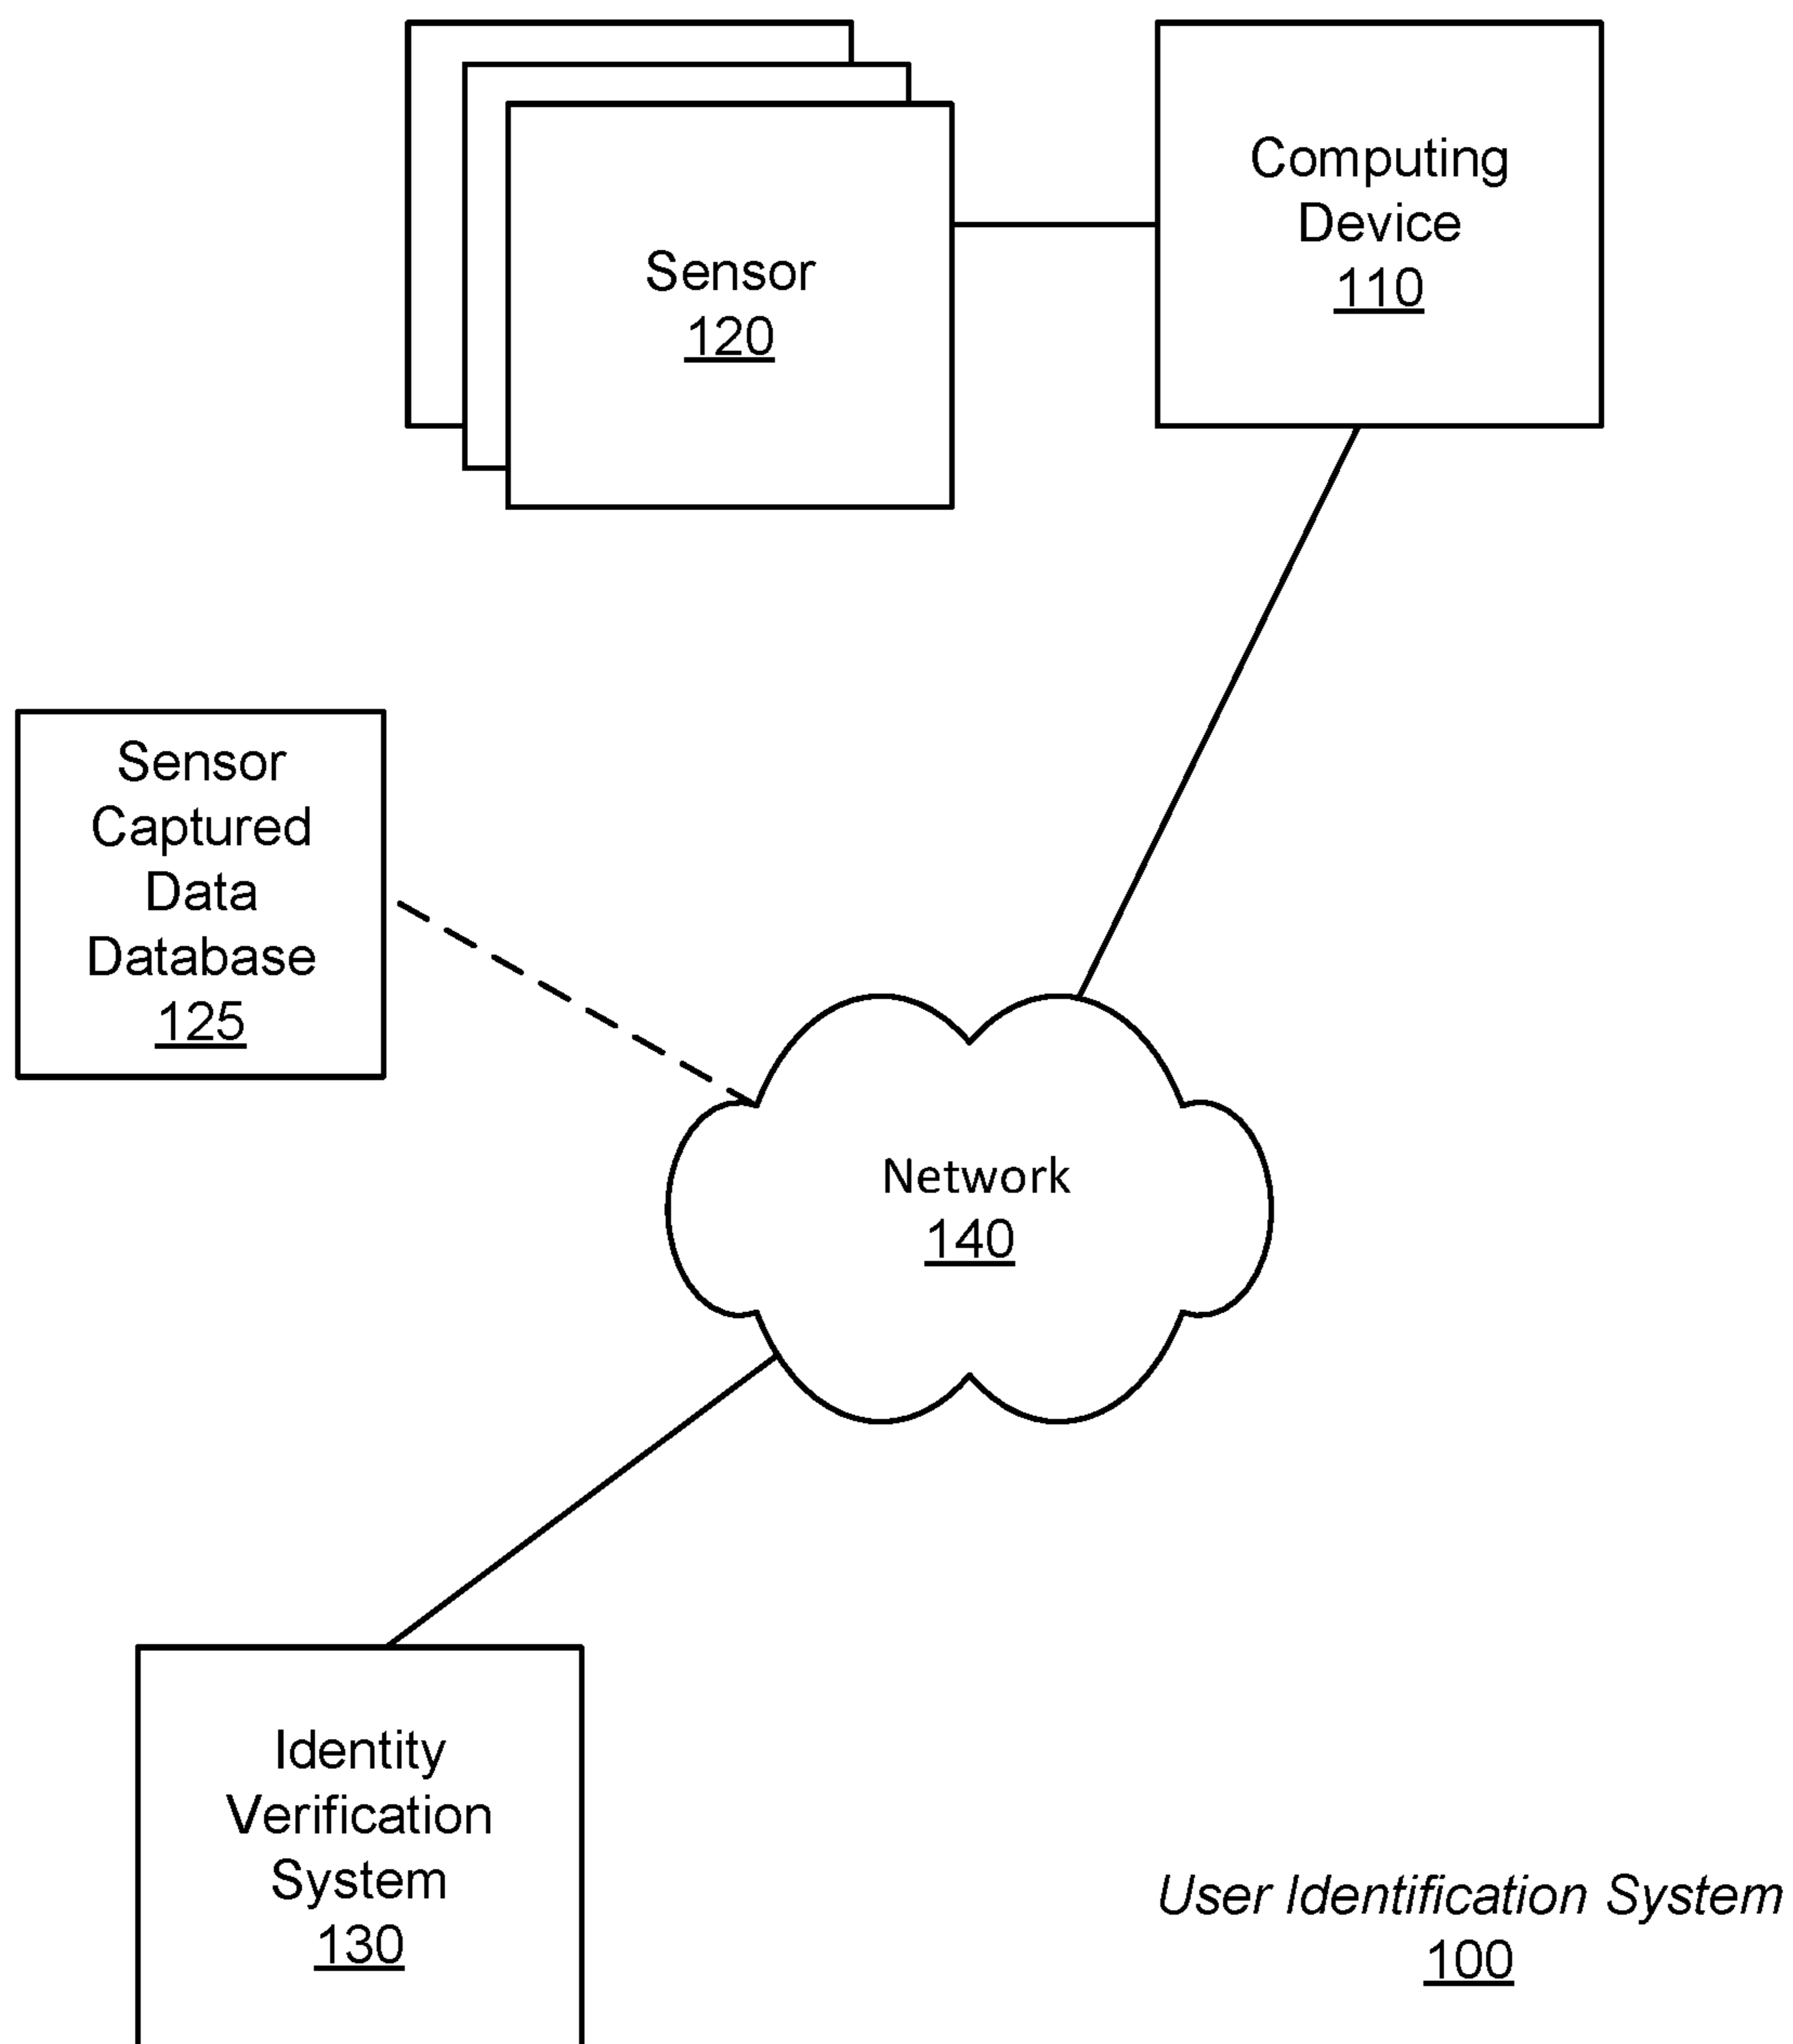 Computing
Device
110
Sensor
120
Sensor
Captured
Data
Database
125
Network
140
Identity
Verification
System
130
User Identification System
100